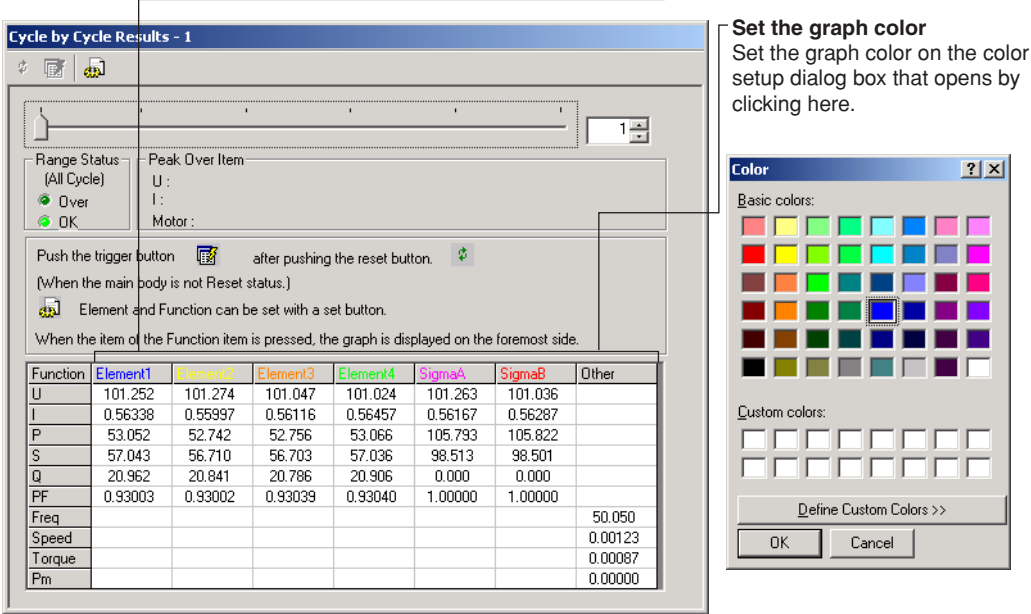 Cycle by Cycle Results - 1
1
Range Status
(All Cycle)
Over
OK
Peak Over Item
U :
I :
Motor :
Push the trigger button after pushing the reset button.
(When the main body is not Reset status.)
Element and Function can be set with a set button.
When the item of the Function item is pressed, the graph is displayed on the foremost side.
Function Element1 Element2 Element3 Element4 SigmaA SigmaB Other
U 101.252 101.274 101.047 101.024 101.263 101.036
I 0.56338 0.55997 0.56116 0.56457 0.56167 0.56287
P 53.052 52.742 52.756 53.066 105.793 105.822
S 57.043 56.710 56.703 57.036 98.513 98.501
Q 20.962 20.841 20.786 20.906 0.000 0.000
PF 0.93003 0.93002 0.93039 0.93040 1.00000 1.00000
Freq 50.050
Speed 0.00123
Torque 0.00087
Pm 0.00000
Set the graph color
Set the graph color on the color
setup dialog box that opens by
clicking here.
Color
Basic colors:
Custom colors:
Define Custom Colors >>
OK Cancel